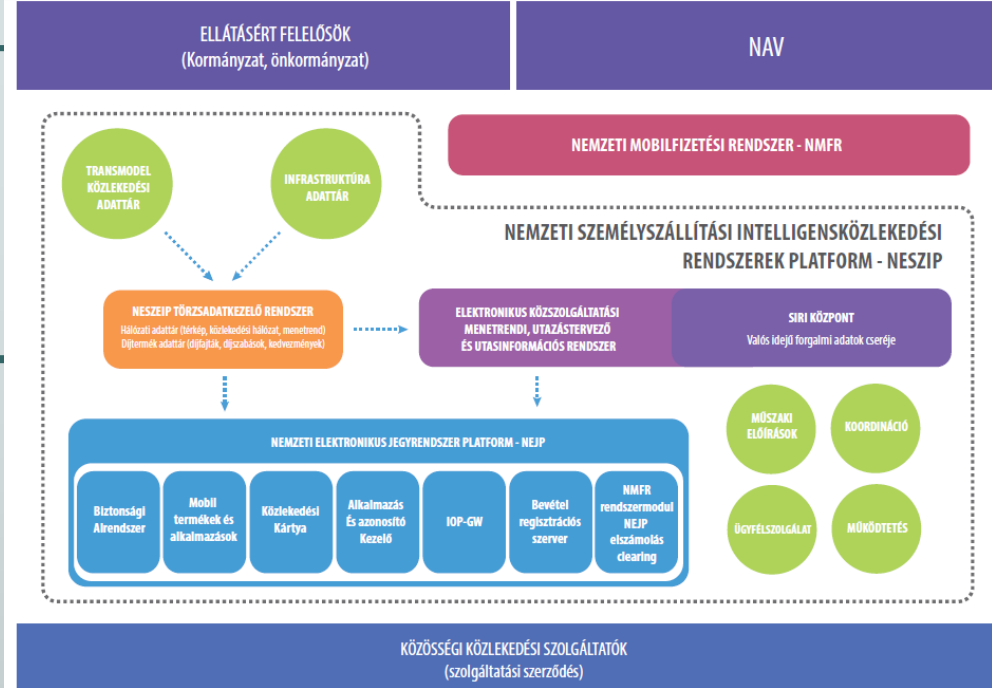 ELLÁTÁSÉRT FELELŐSÖK
(Kormányzat, önkormányzat)
NAV
NEMZETI MOBILFIZETÉSI RENDSZER - NMFR
TRANSMODEL
KÖZLEKEDÉSI
ADATTÁR
INFRASTRUKTÚRA
ADATTÁR
NEMZETI SZEMÉLYSZÁLLÍTÁSI INTELLIGENSKÖZLEKEDÉSI
RENDSZEREK PLATFORM - NESZIP
NESZEIP TÖRZSADATKEZELŐ RENDSZER
Hálózati adattár (térkép, közlekedési hálózat, menetrend)
Díjtermék adattár (díjfajták, díjszabások, kedvezmények)
ELEKTRONIKUS KÖZSZOLGÁLTATÁSI
MENETRENDI, UTAZÁSTERVEZŐ
ÉS UTASINFORMÁCIÓS RENDSZER
SIRI KÖZPONT
Valós idejű forgalmi adatok cseréje
NEMZETI ELEKTRONIKUS JEGYRENDSZER PLATFORM - NEJP
Biztonsági
Alrendszer
Mobil
termékek és
alkalmazások
Közlekedési
Kártya
Alkalmazás
És azonosító
Kezelő
IOP-GW
Bevétel
regisztrációs
szerver
NMFR
rendszermodul
NEJP
elszámolás
clearing
MŰSZAKI
ELŐÍRÁSOK
KOORDINÁCIÓ
ÜGYFÉLSZOLGÁLAT
MŰKÖDTETÉS
KÖZÖSSÉGI KÖZLEKEDÉSI SZOLGÁLTATÓK
(szolgáltatási szerződés)